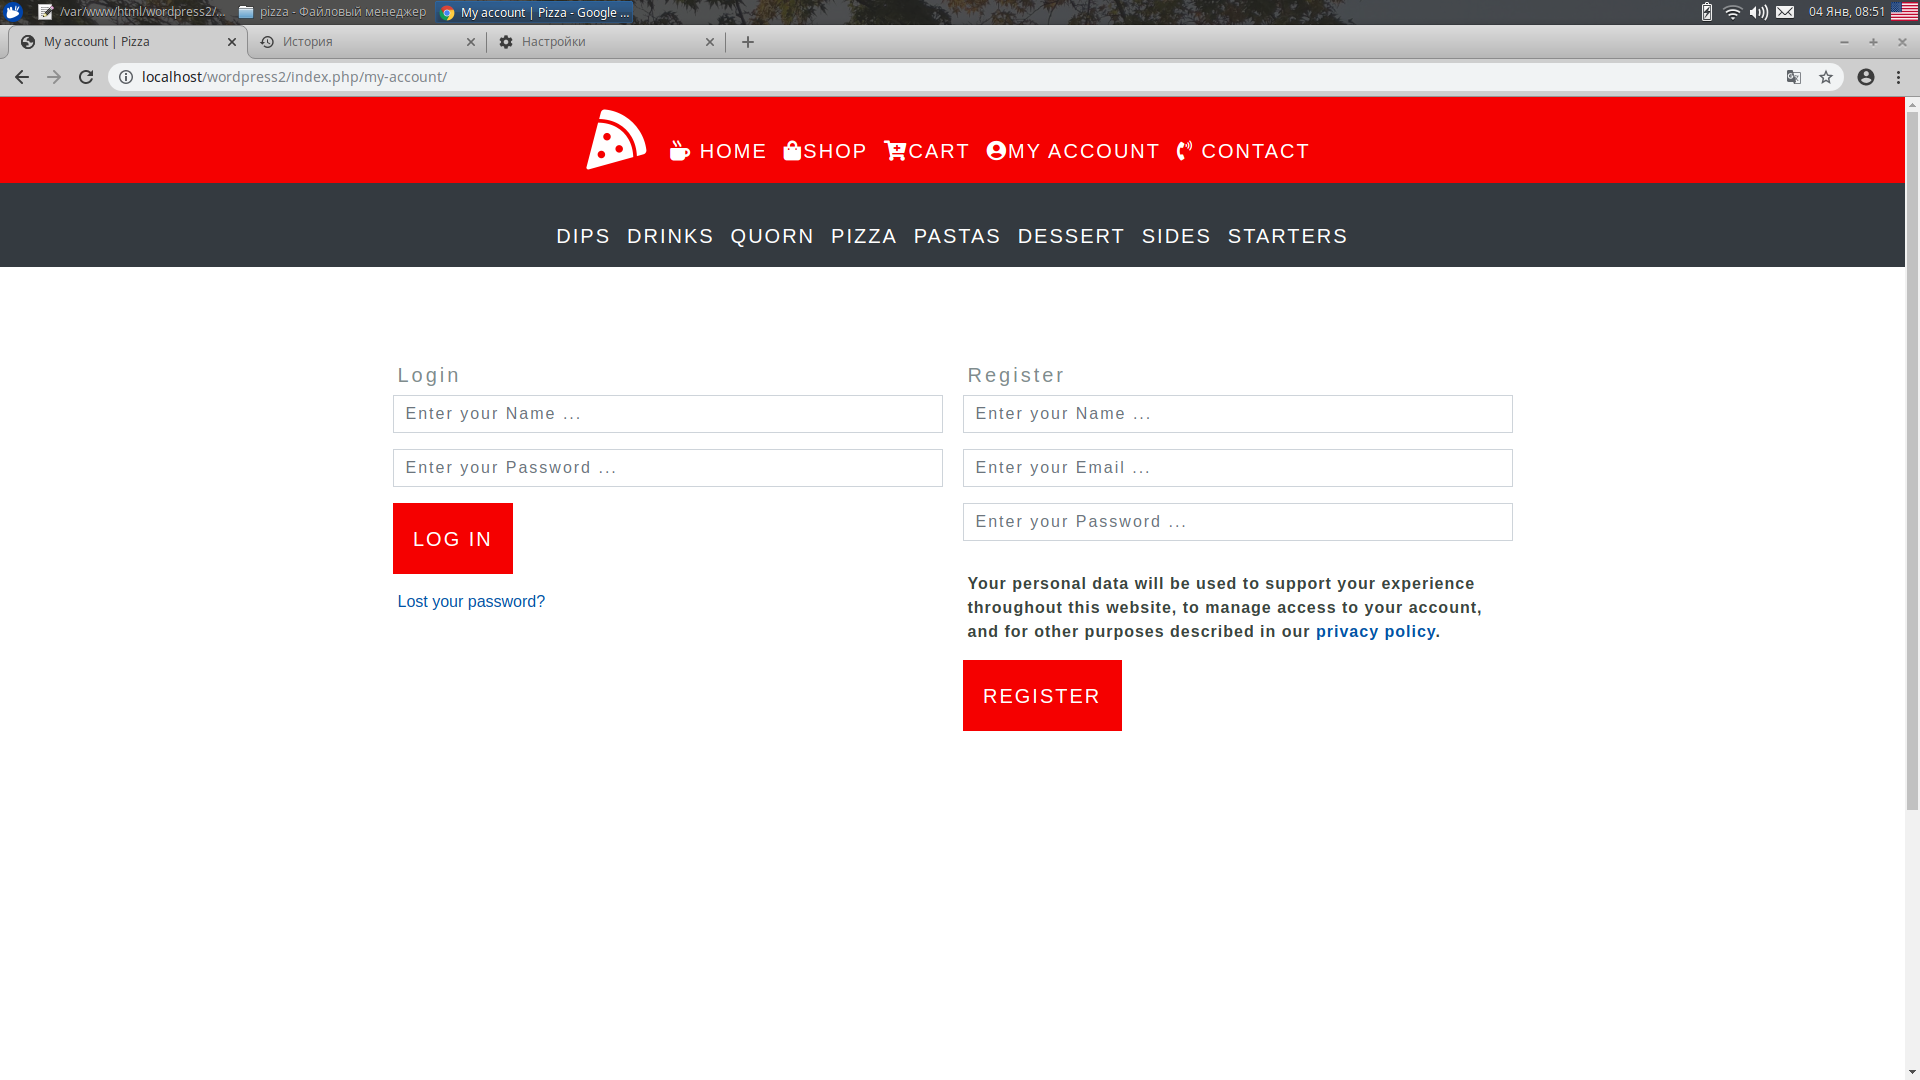 /var/www/html/wordpress2/...
pizza - Файловый менеджер
My account | Pizza - Google ...
04 Янв, 08:51
My account | Pizza
История
Настройки
localhost/wordpress2/index.php/my-account/
HOME SHOP CART MY ACCOUNT CONTACT
DIPS DRINKS QUORN PIZZA PASTAS DESSERT SIDES STARTERS
Login
Enter your Name ...
Enter your Password ...
LOG IN
Lost your password?
Register
Enter your Name ...
Enter your Email ...
Enter your Password ...
Your personal data will be used to support your experience
throughout this website, to manage access to your account,
and for other purposes described in our privacy policy.
REGISTER